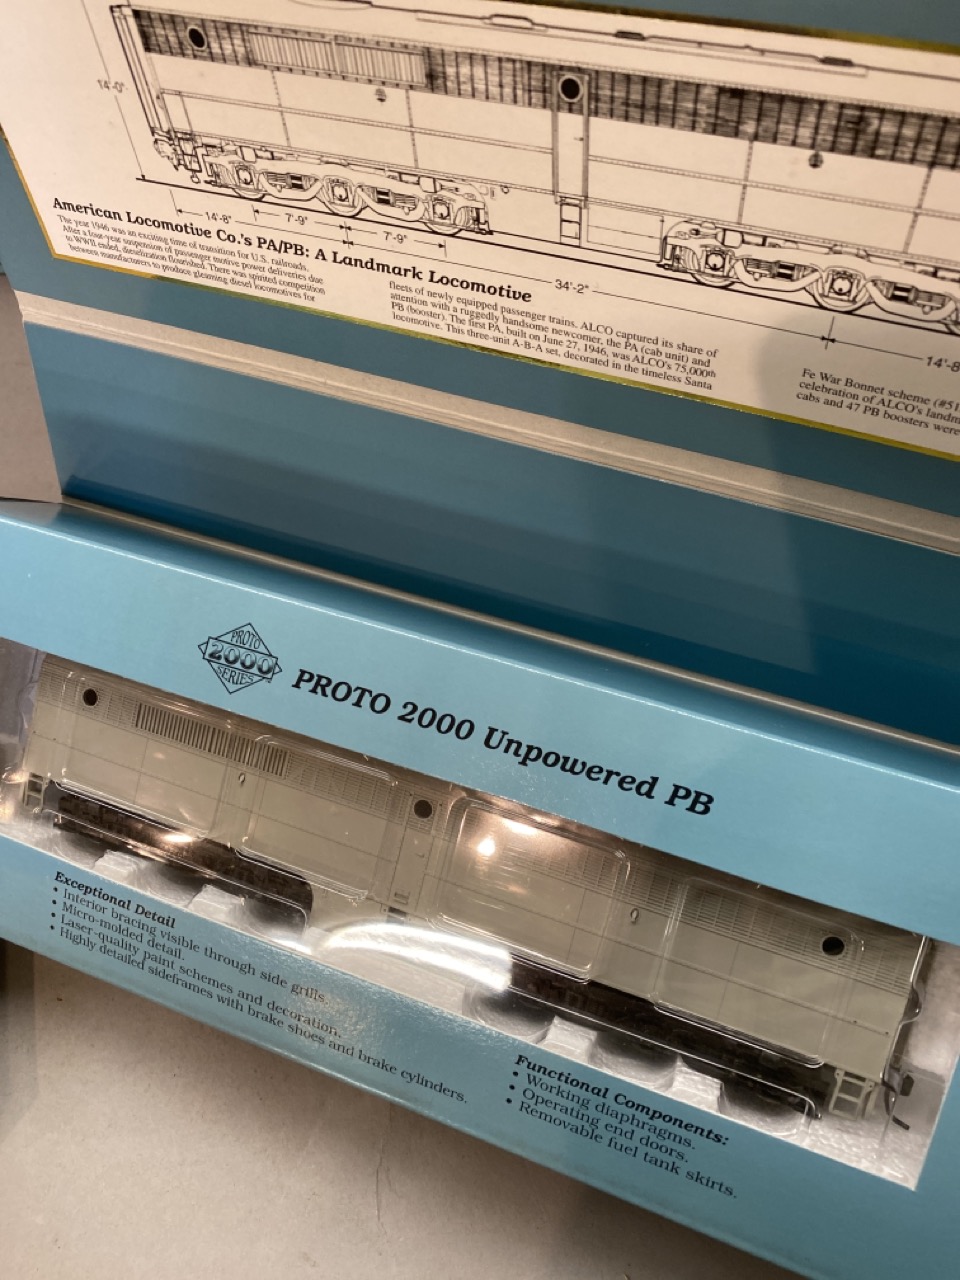 14'-0"
14'-8"
7'-9"
7'-9"
34'-2"
14'-8
American Locomotive Co.'s PA/PB: A Landmark Locomotive
The year 1946 was an exciting time of transition for U.S. railroads.
After a four-year suspension of passenger motive power deliveries due
to WWII ended, dieselization flourished. There was spirited competition
between manufacturers to produce gleaming diesel locomotives for
fleets of newly equipped passenger trains. ALCO captured its share of
attention with a ruggedly handsome newcomer, the PA (cab unit) and
PB (booster). The first PA, built on June 27, 1946, was ALCO's 75,000th
locomotive. This three-unit A-B-A set, decorated in the timeless Santa
Fe War Bonnet scheme (#51
celebration of ALCO's landm
cabs and 47 PB boosters were
PROTO
2000
SERIES
PROTO 2000 Unpowered PB
Exceptional Detail
• Interior bracing visible through side grills.
• Micro-molded detail.
• Laser-quality paint schemes and decoration.
• Highly detailed sideframes with brake shoes and brake cylinders.
Functional Components:
• Working diaphragms.
• Operating end doors.
• Removable fuel tank skirts.